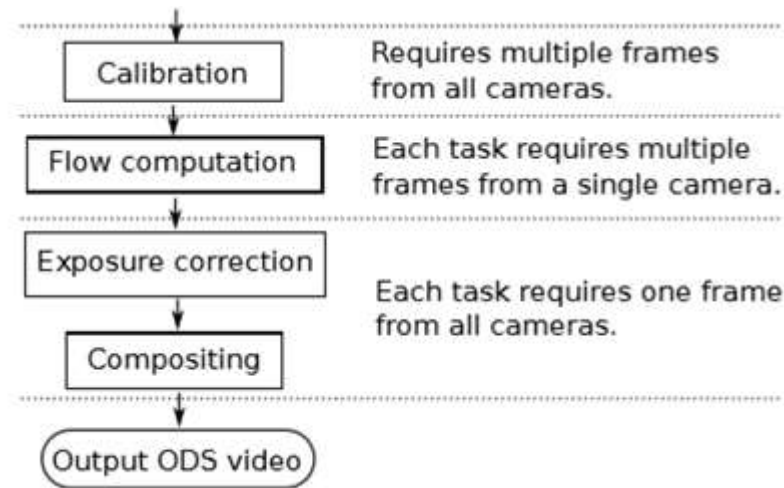 Calibration
Requires multiple frames
from all cameras.
Flow computation
Each task requires multiple
frames from a single camera.
Exposure correction
Each task requires one frame
from all cameras.
Compositing
Output ODS video